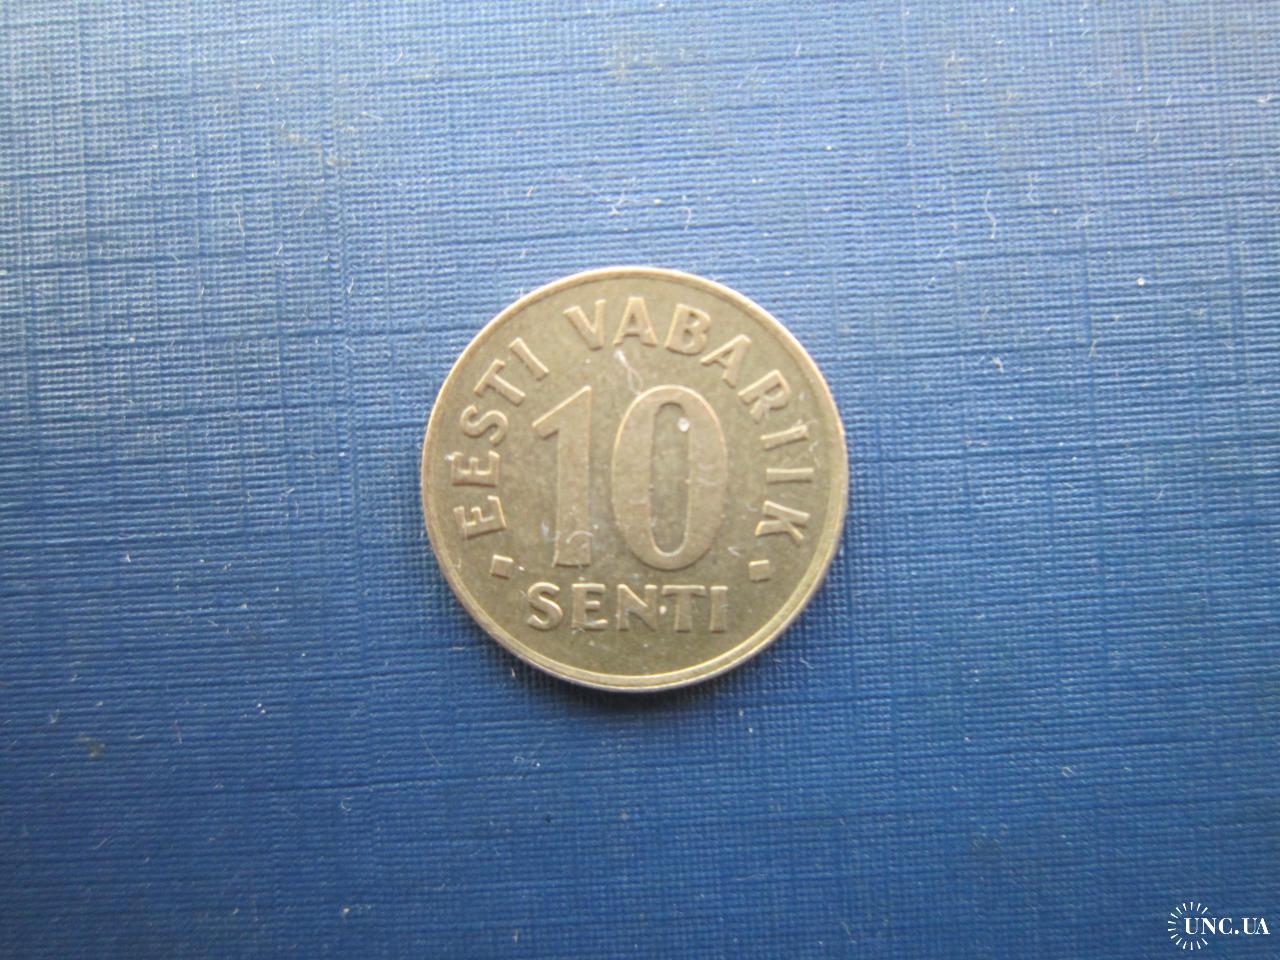 EESTI VABARIIK
10
SENTI
UNC.UA